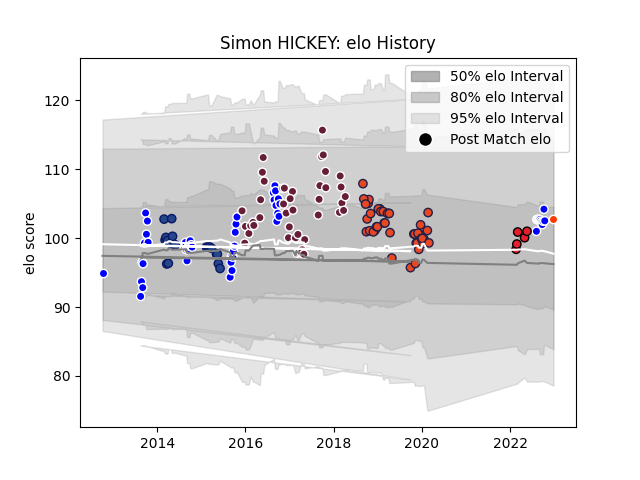 Simon HICKEY: elo History
50% elo Interval
80% elo Interval
95% elo Interval
Post Match elo
elo score
120
110
100
90
80
2014
2016
2018
2020
2022